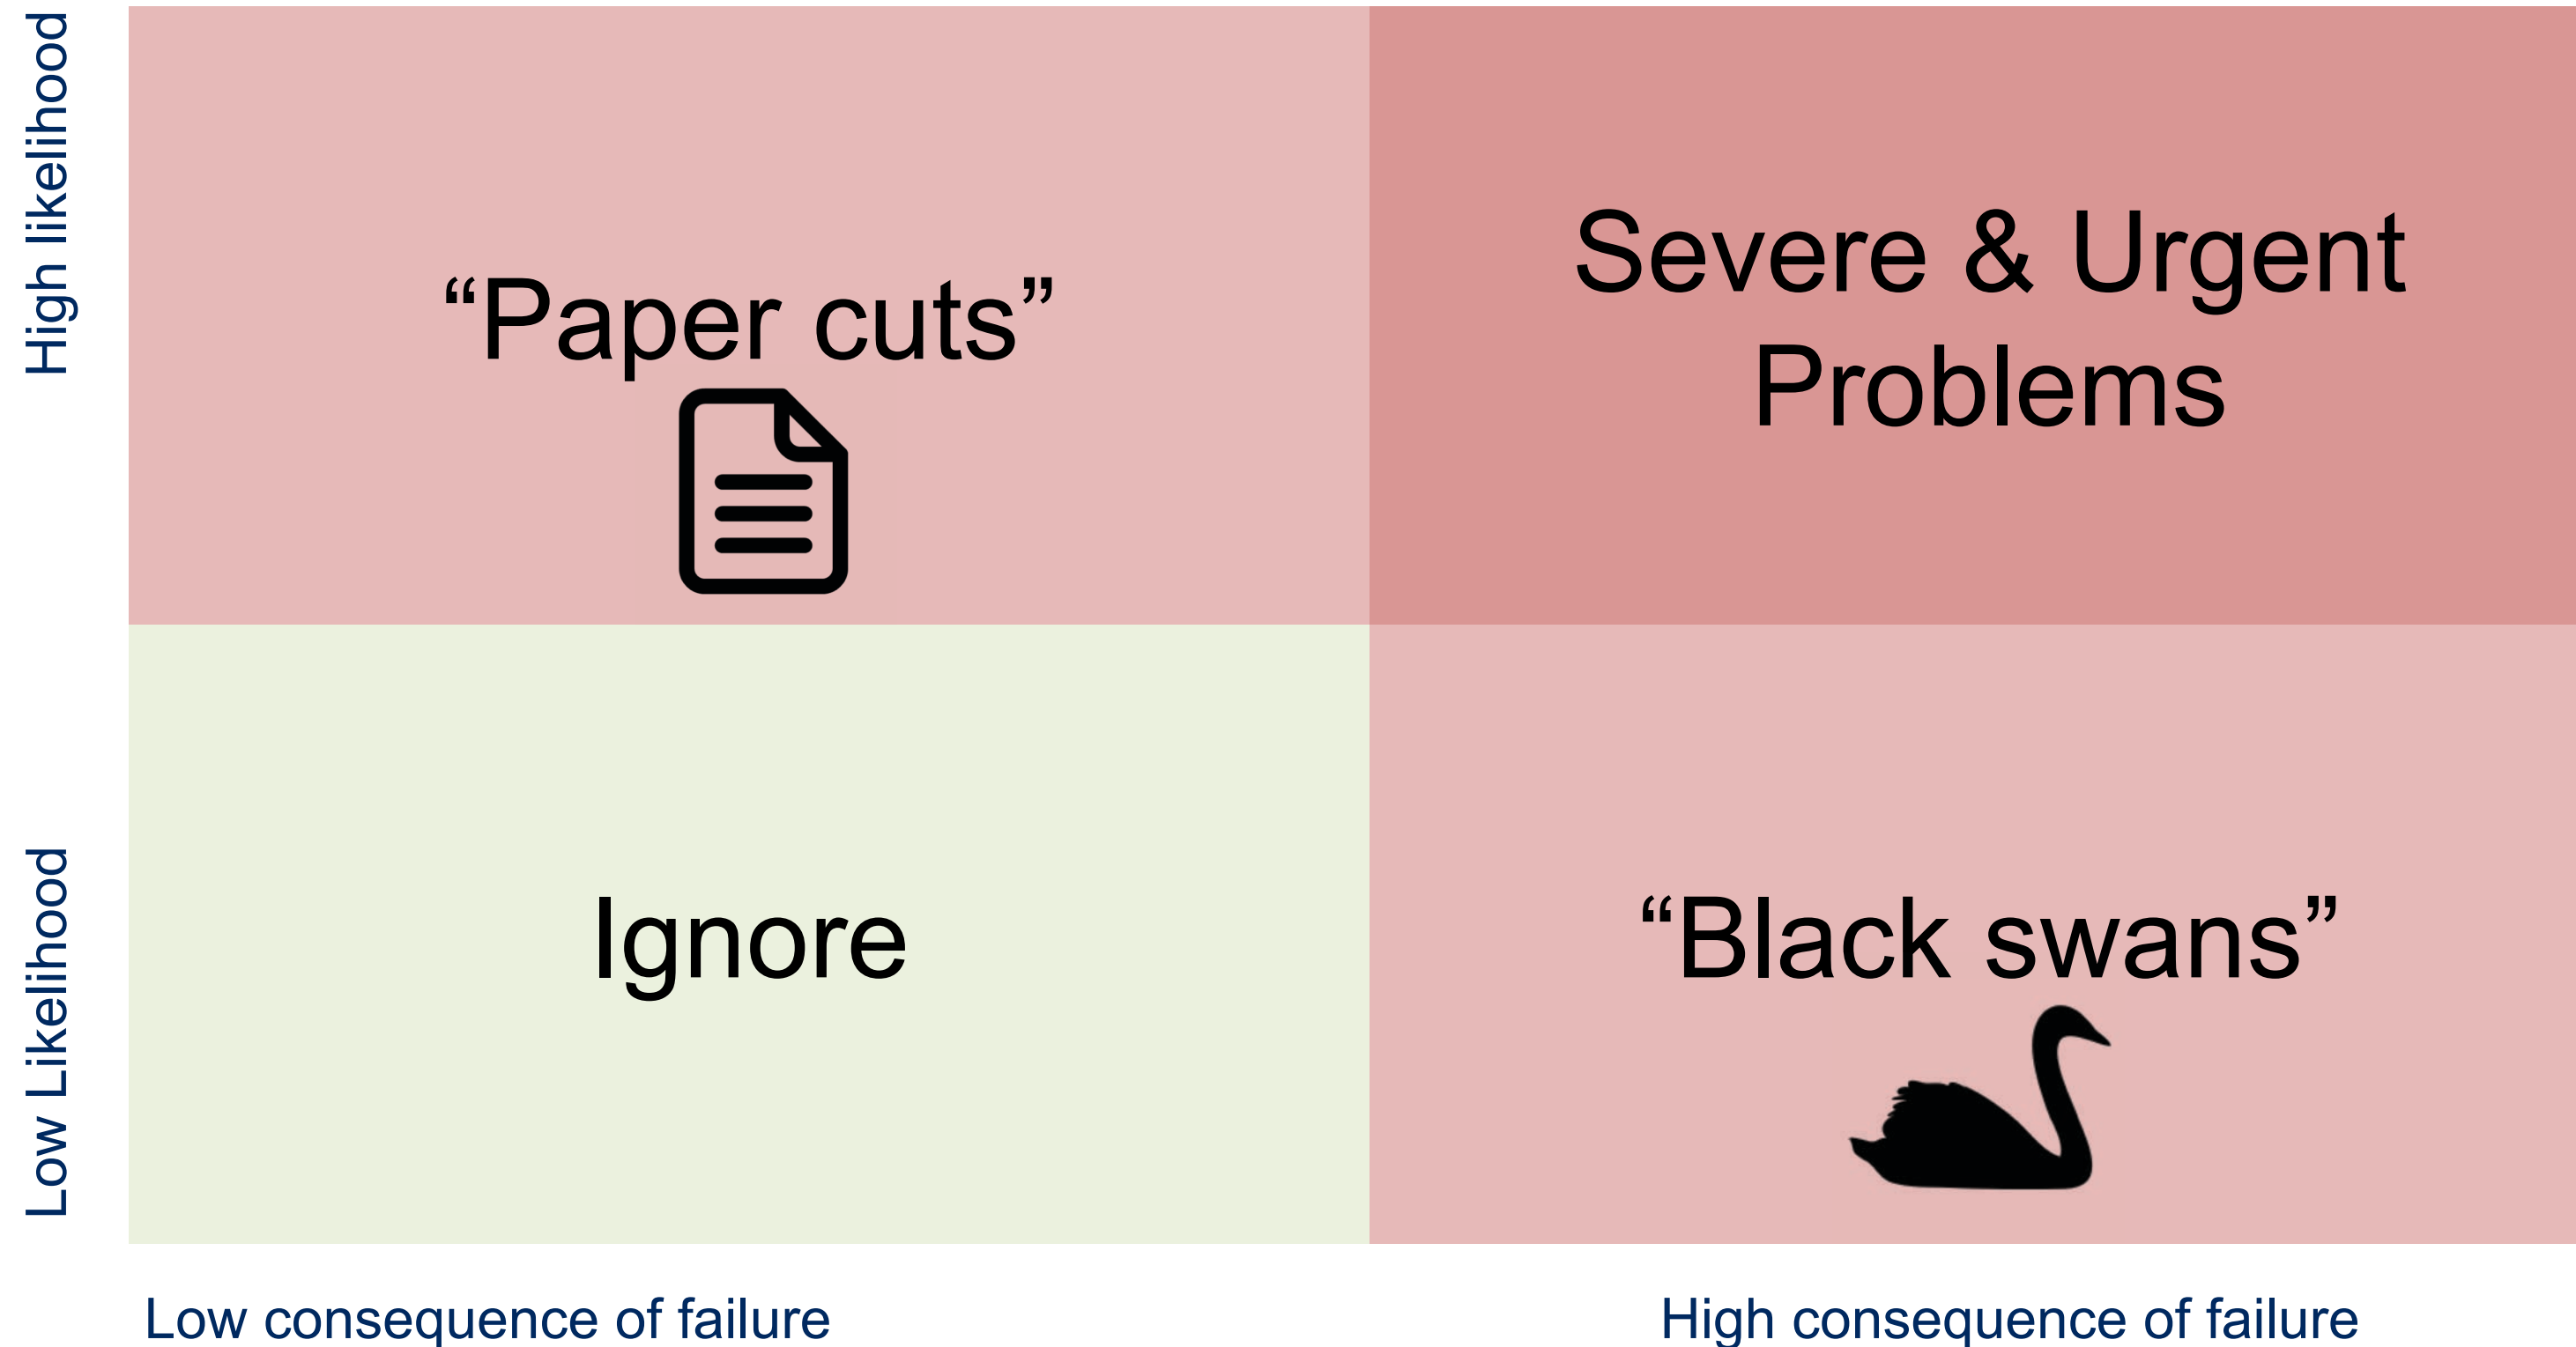 High likelihood
“Paper cuts”
Severe & Urgent
Problems
Low Likelihood
Ignore
“Black swans”
Low consequence of failure
High consequence of failure